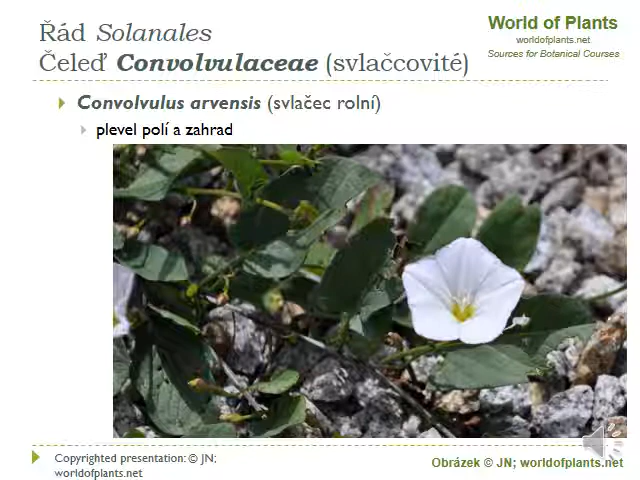 Řád Solanales
Čeleď Convolvulaceae (svlačcovité)
World of Plants
worldofplants.net
Sources for Botanical Courses
Convolvulus arvensis (svlačec rolní)
plevel polí a zahrad
Copyrighted presentation: © JN;
worldofplants.net
Obrázek © JN; worldofplants.net